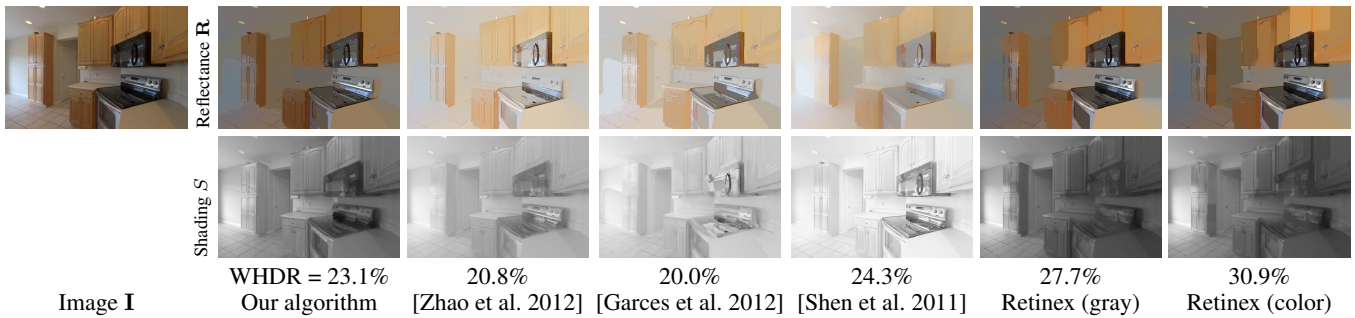 Reflectance R
Shading S
WHDR = 23.1% 20.8% 20.0% 24.3% 27.7% 30.9%
Image I Our algorithm [Zhao et al. 2012] [Garces et al. 2012] [Shen et al. 2011] Retinex (gray) Retinex (color)